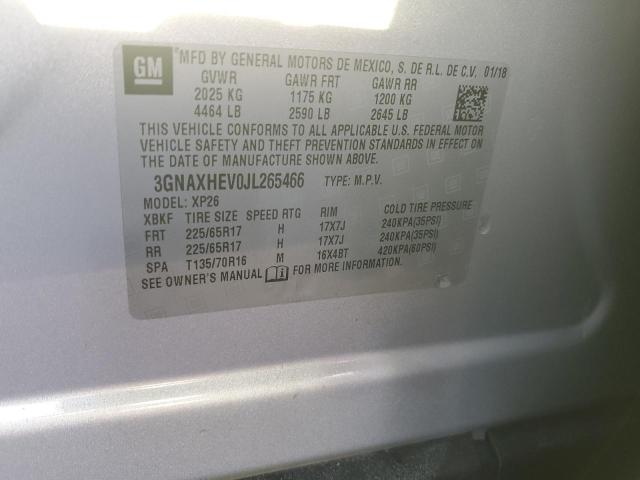 GM
MFD BY GENERAL MOTORS DE MEXICO, S. DE R.L. DE C.V. 01/18
GVWR GAWR FRT GAWR RR
2025 KG 1175 KG 1200 KG
4464 LB 2590 LB 2645 LB
THIS VEHICLE CONFORMS TO ALL APPLICABLE U.S. FEDERAL MOTOR
VEHICLE SAFETY AND THEFT PREVENTION STANDARDS IN EFFECT ON
THE DATE OF MANUFACTURE SHOWN ABOVE.
3GNAXHEV0JL265466 TYPE: M.P.V.
MODEL: XP26
XBKF TIRE SIZE SPEED RTG RIM COLD TIRE PRESSURE
FRT 225/65R17 H 17X7J 240KPA(35PSI)
RR 225/65R17 H 17X7J 240KPA(35PSI)
SPA T135/70R16 M 16X4BT 420KPA(60PSI)
SEE OWNER'S MANUAL FOR ADDITIONAL INFORMATION.